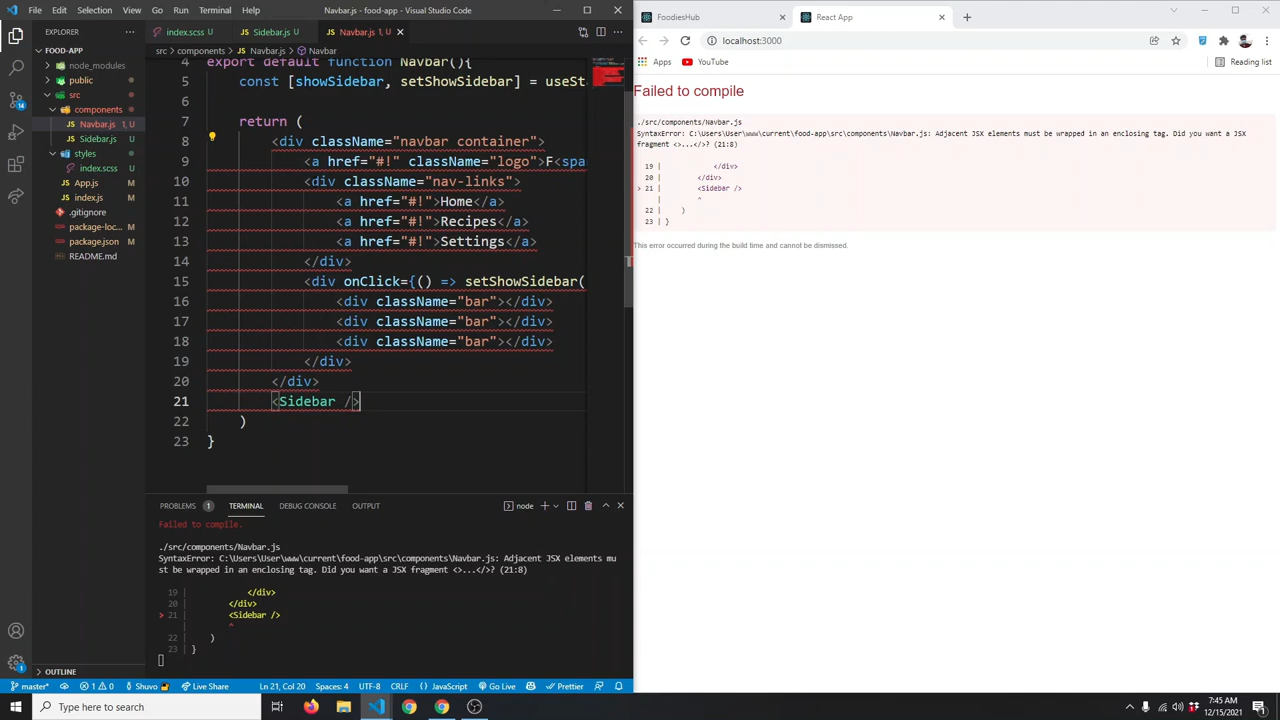 File Edit Selection View Go Run Terminal Help
Navbar.js - food-app - Visual Studio Code
EXPLORER
FOOD-APP
node_modules
public
src
components
Navbar.js 1, U
Sidebar.js U
styles
index.scss
App.js
index.js
.gitignore
package-loc...
package.json
README.md
OUTLINE
index.scss U
Sidebar.js U
Navbar.js 1, U
src > components > Navbar.js > Navbar
4 export default function Navbar(){
5 const [showSidebar, setShowSidebar] = useSt
6
7 return (
8 <div className="navbar container">
9 <a href="#!" className="logo">F<spa
10 <div className="nav-links">
11 <a href="#!">Home</a>
12 <a href="#!">Recipes</a>
13 <a href="#!">Settings</a>
14 </div>
15 <div onClick={() => setShowSidebar(
16 <div className="bar"></div>
17 <div className="bar"></div>
18 <div className="bar"></div>
19 </div>
20 </div>
21 <Sidebar />
22 )
23 }
PROBLEMS 1 TERMINAL DEBUG CONSOLE OUTPUT
node
Failed to compile.
./src/components/Navbar.js
SyntaxError: C:\Users\User\www\current\food-app\src\components\Navbar.js: Adjacent JSX elements mu
st be wrapped in an enclosing tag. Did you want a JSX fragment <>...</>? (21:8)
19 | </div>
20 | </div>
> 21 | <Sidebar />
| ^
22 | )
23 | }
master* 1 0 Shuvo Live Share
Ln 21, Col 20 Spaces: 4 UTF-8 CRLF JavaScript Go Live Prettier
FoodiesHub
React App
localhost:3000
Apps YouTube Reading list
Failed to compile
./src/components/Navbar.js
SyntaxError: C:\Users\User\www\current\food-app\src\components\Navbar.js: Adjacent JSX elements must be wrapped in an enclosing tag. Did you want a JSX
fragment <>...</>? (21:8)
19 | </div>
20 | </div>
> 21 | <Sidebar />
| ^
22 | )
23 | }
This error occurred during the build time and cannot be dismissed.
Type here to search
7:45 AM
12/15/2021